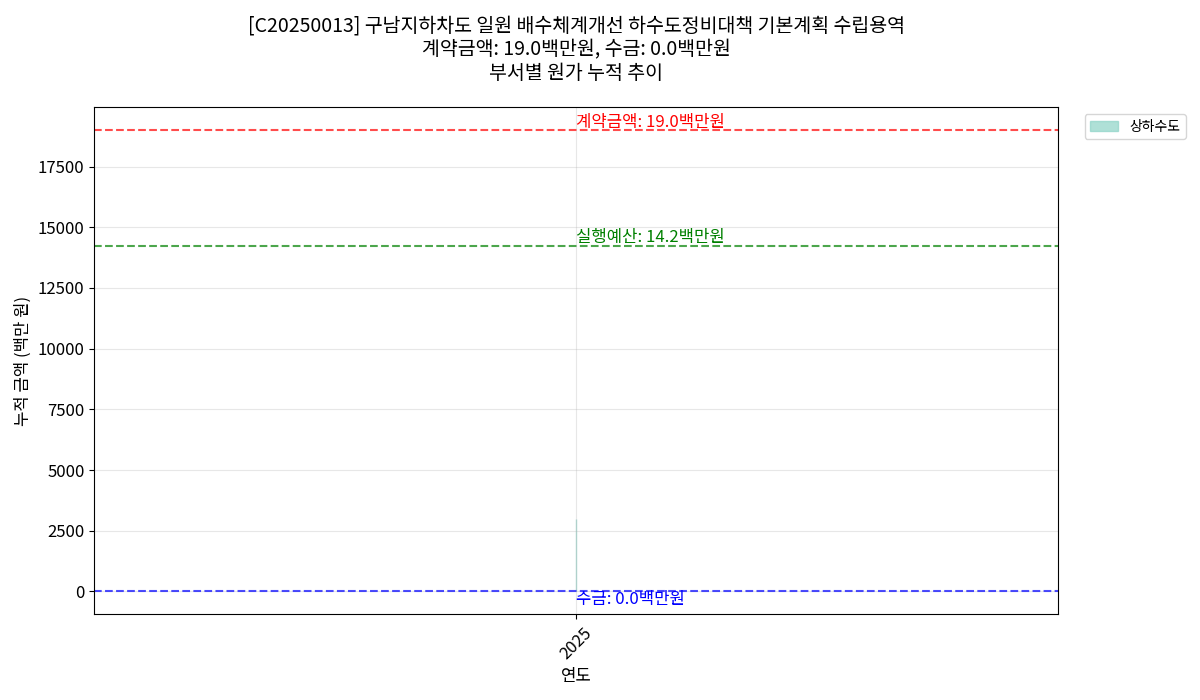 [C20250013] 구남지하차도 일원 배수체계개선 하수도정비대책 기본계획 수립용역
계약금액: 19.0백만원, 수금: 0.0백만원
부서별 원가 누적 추이
계약금액: 19.0백만원
상하수도
17500
15000
실행예산: 14.2백만원
12500
10000
7500
5000
2500
0
수금: 0.0백만원
누적 금액 (백만 원)
2025
연도